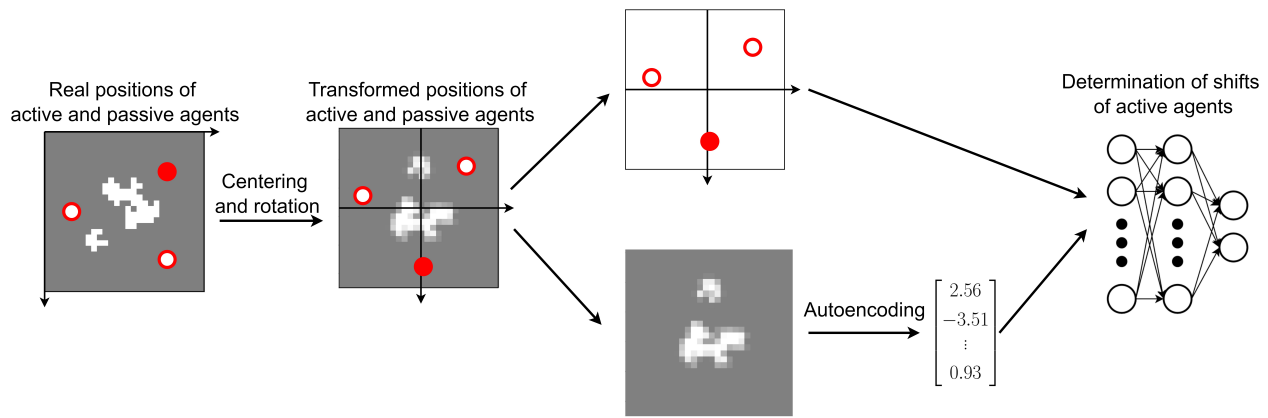 Real positions of
active and passive agents
Centering
and rotation
Transformed positions of
active and passive agents
Autoencoding
2.56
−3.51
⋮
0.93
Determination of shifts
of active agents